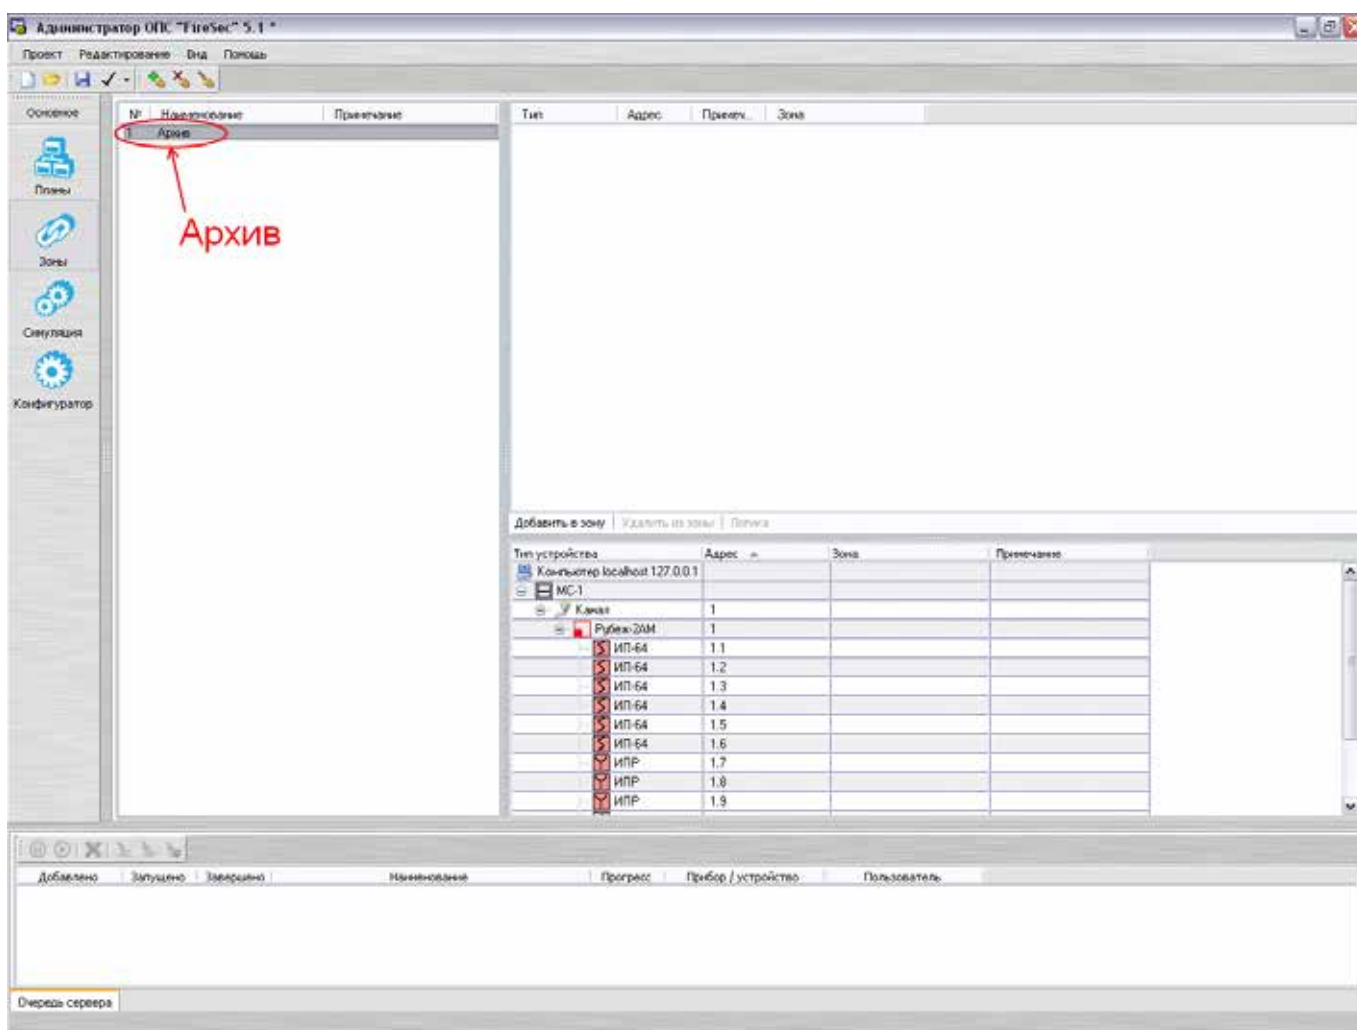 Администратор ОПС "FireSec" 5.1 *
Проект Редактирование Вид Помощь
Основное
№ Наименование Примечание
Тип Адрес Примеч... Зона
1 Архив
Архив
Планы
Зоны
Симуляция
Конфигуратор
Добавить в зону Удалить из зоны Логика
Тип устройства Адрес Зона Примечание
Компьютер localhost 127.0.0.1
МС-1
Канал 1
Рубеж-2АМ 1
ИП-64 1.1
ИП-64 1.2
ИП-64 1.3
ИП-64 1.4
ИП-64 1.5
ИП-64 1.6
ИПР 1.7
ИПР 1.8
ИПР 1.9
Добавлено Запущено Завершено Наименование Прогресс Прибор / устройство Пользователь
Очередь сервера